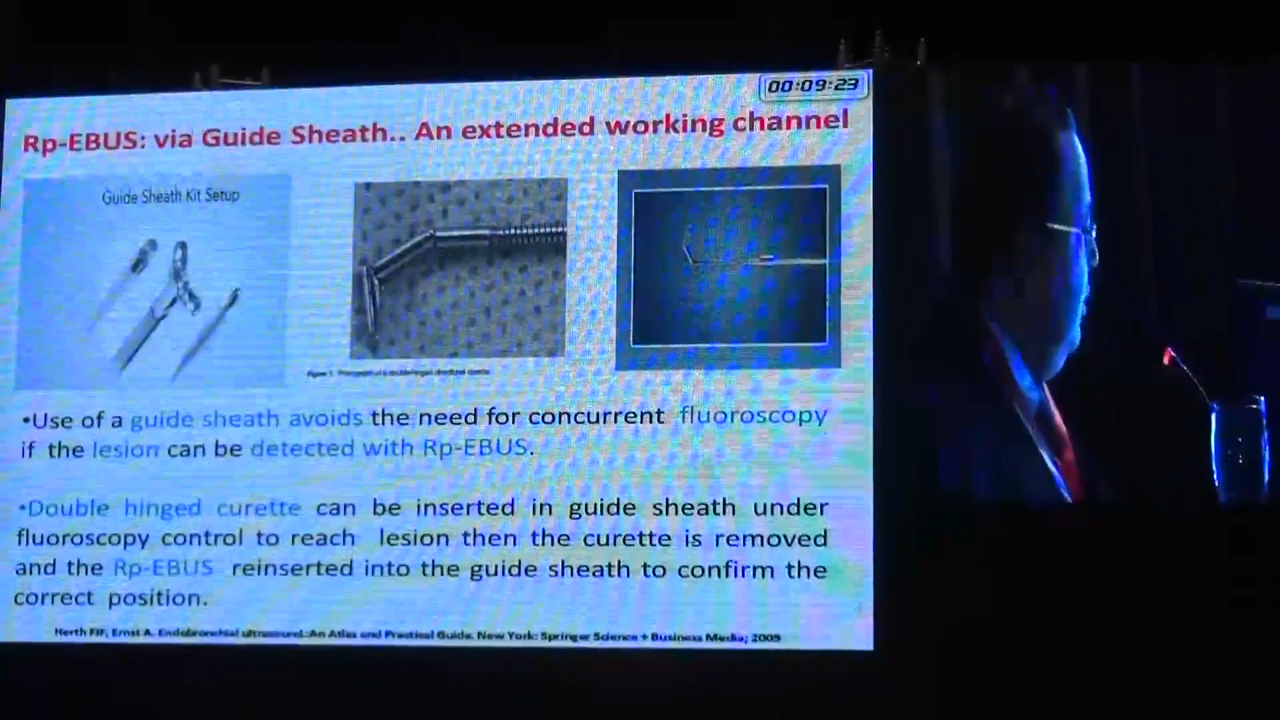 00:09:23
Rp-EBUS: via Guide Sheath.. An extended working channel
Guide Sheath Kit Setup
•Use of a guide sheath avoids the need for concurrent fluoroscopy
if the lesion can be detected with Rp-EBUS.
•Double hinged curette can be inserted in guide sheath under
fluoroscopy control to reach lesion then the curette is removed
and the Rp-EBUS reinserted into the guide sheath to confirm the
correct position.
Herth FJF, Ernst A. Endobronchial ultrasound: An Atlas and Practical Guide. New York: Springer Science + Business Media; 2009